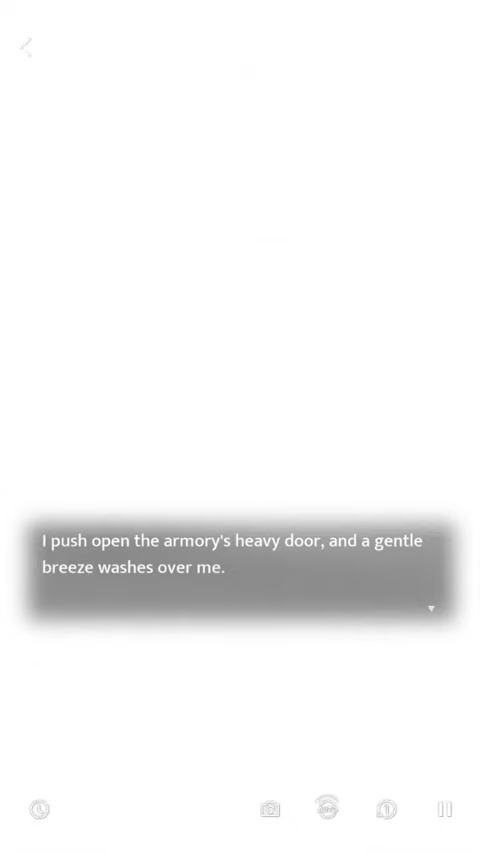 I push open the armory's heavy door, and a gentle
breeze washes over me.